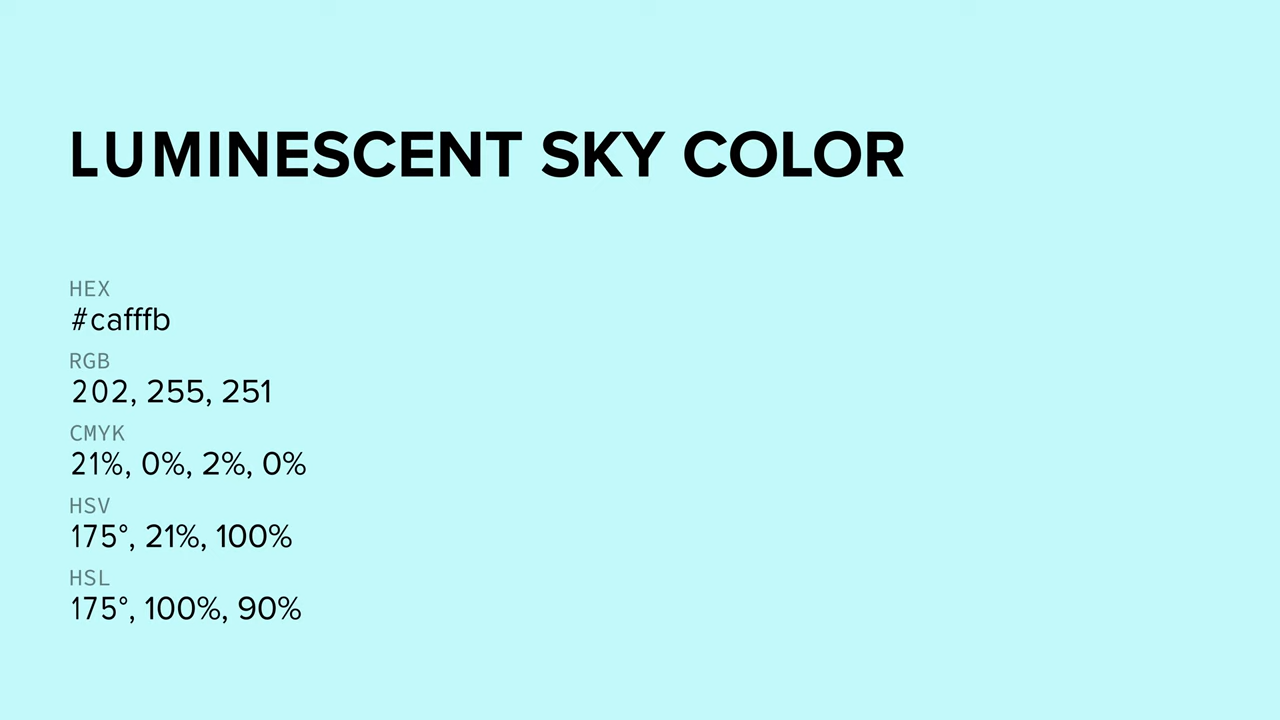 LUMINESCENT SKY COLOR
HEX
#cafffb
RGB
202, 255, 251
CMYK
21%, 0%, 2%, 0%
HSV
175°, 21%, 100%
HSL
175°, 100%, 90%